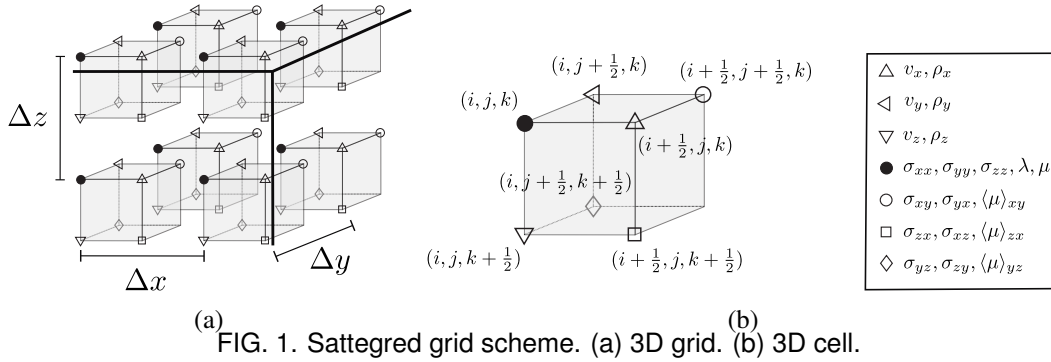 Δz
Δx
Δy
(a)
(i, j + 1/2, k)
(i + 1/2, j + 1/2, k)
(i, j, k)
(i + 1/2, j, k)
(i, j + 1/2, k + 1/2)
(i, j, k + 1/2)
(i + 1/2, j, k + 1/2)
(b)
△ v_x, ρ_x
◁ v_y, ρ_y
▽ v_z, ρ_z
● σ_xx, σ_yy, σ_zz, λ, μ
○ σ_xy, σ_yx, ⟨μ⟩_xy
□ σ_zx, σ_xz, ⟨μ⟩_zx
◇ σ_yz, σ_zy, ⟨μ⟩_yz
FIG. 1. Sattegred grid scheme. (a) 3D grid. (b) 3D cell.